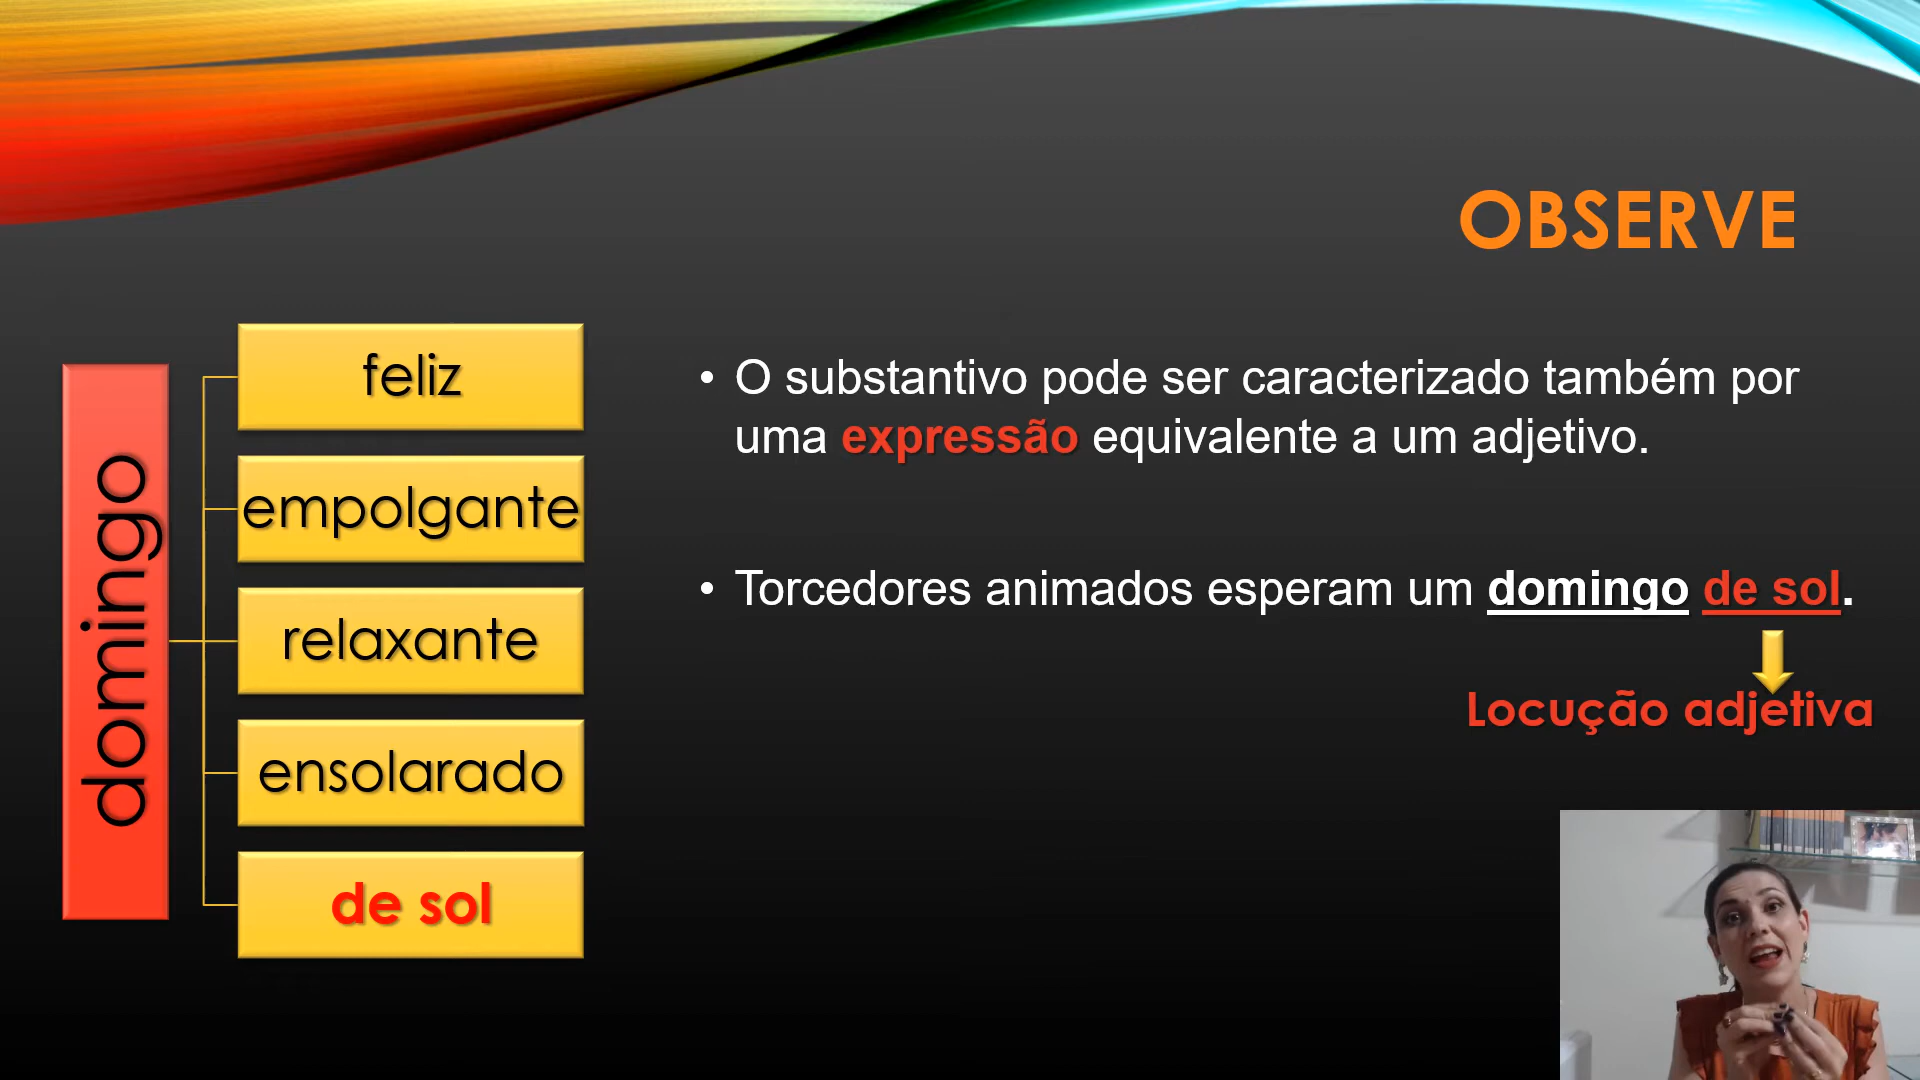 OBSERVE
domingo
feliz
empolgante
relaxante
ensolarado
de sol
• O substantivo pode ser caracterizado também por
uma expressão equivalente a um adjetivo.
• Torcedores animados esperam um domingo de sol.
Locução adjetiva